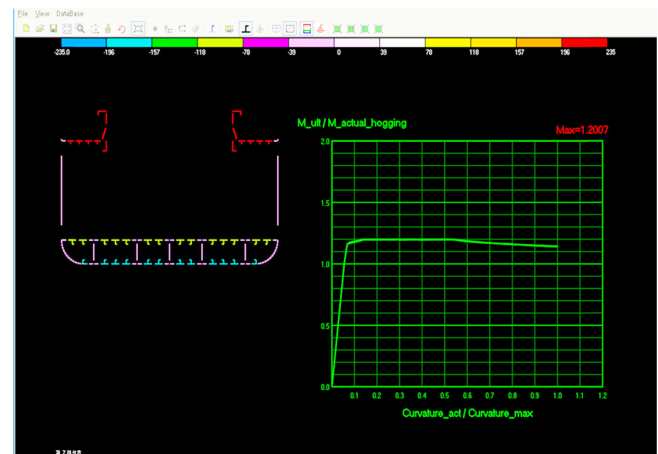 File View DataBase
-235.0 -196 -157 -118 -78 -39 0 39 78 118 157 196 235
M_ult / M_actual_hogging
Max=1.2007
2.0
1.5
1.0
0.5
0.0
0.1 0.2 0.3 0.4 0.5 0.6 0.7 0.8 0.9 1.0 1.1 1.2
Curvature_act / Curvature_max